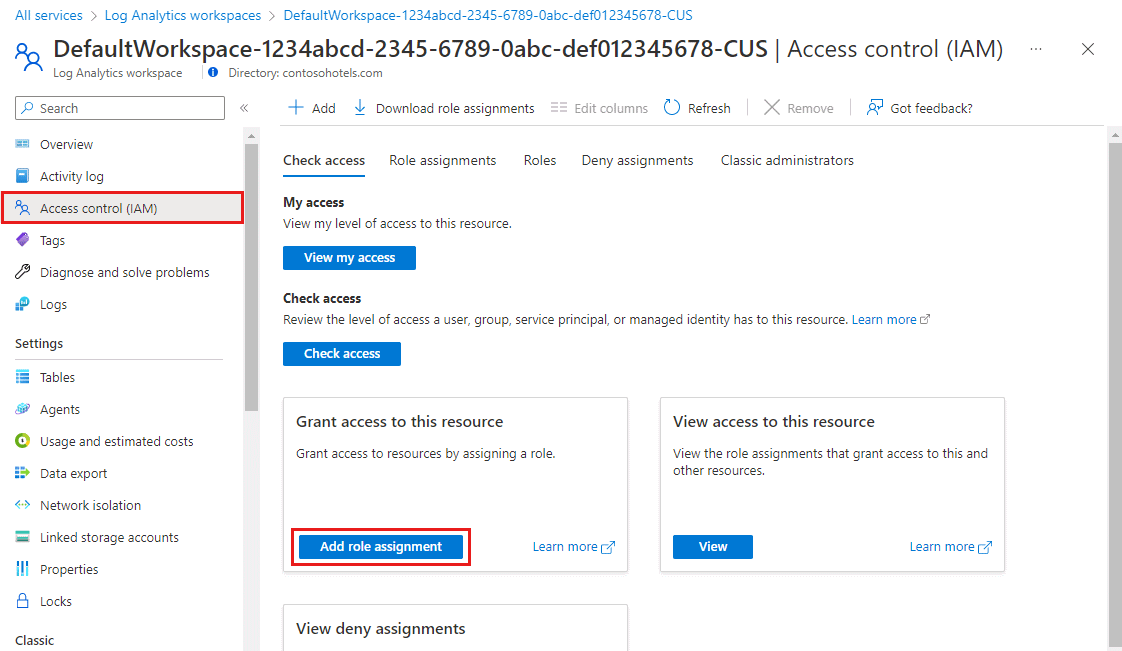 All services > Log Analytics workspaces > DefaultWorkspace-1234abcd-2345-6789-0abc-def012345678-CUS
DefaultWorkspace-1234abcd-2345-6789-0abc-def012345678-CUS | Access control (IAM) ...
Log Analytics workspace Directory: contosohotels.com
Search «
Add Download role assignments Edit columns Refresh Remove Got feedback?
Overview
Activity log
Access control (IAM)
Tags
Diagnose and solve problems
Logs
Settings
Tables
Agents
Usage and estimated costs
Data export
Network isolation
Linked storage accounts
Properties
Locks
Classic
Check access Role assignments Roles Deny assignments Classic administrators
My access
View my level of access to this resource.
View my access
Check access
Review the level of access a user, group, service principal, or managed identity has to this resource. Learn more
Check access
Grant access to this resource
Grant access to resources by assigning a role.
Add role assignment Learn more
View access to this resource
View the role assignments that grant access to this and
other resources.
View Learn more
View deny assignments